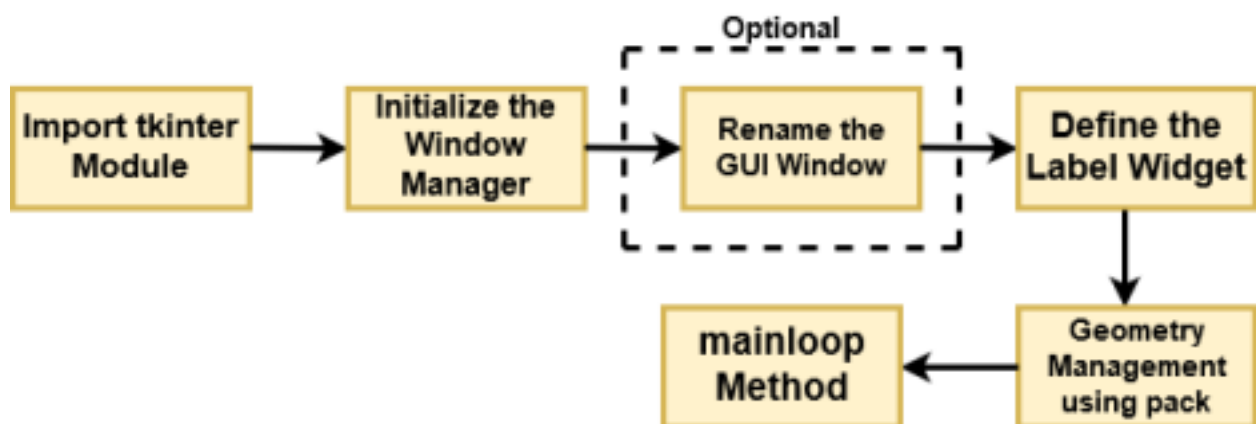 Optional
Import tkinter
Module
Initialize the
Window
Manager
Rename the
GUI Window
Define the
Label Widget
Geometry
Management
using pack
mainloop
Method